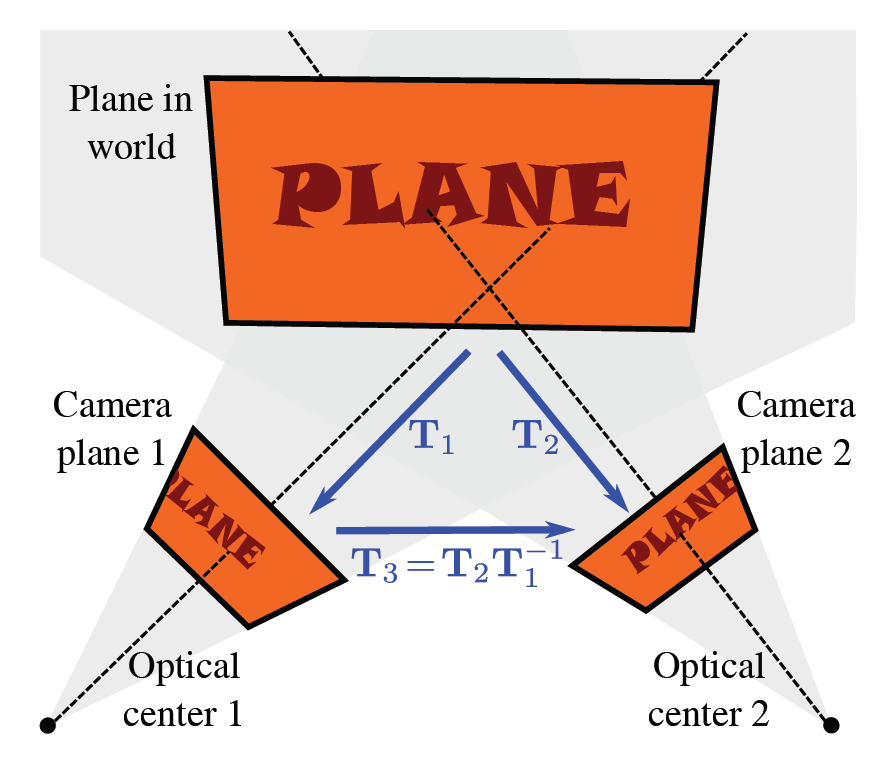 Plane in
world
PLANE
Camera
plane 1
Camera
plane 2
T₁
T₂
PLANE
PLANE
T₃=T₂T₁⁻¹
Optical
center 1
Optical
center 2